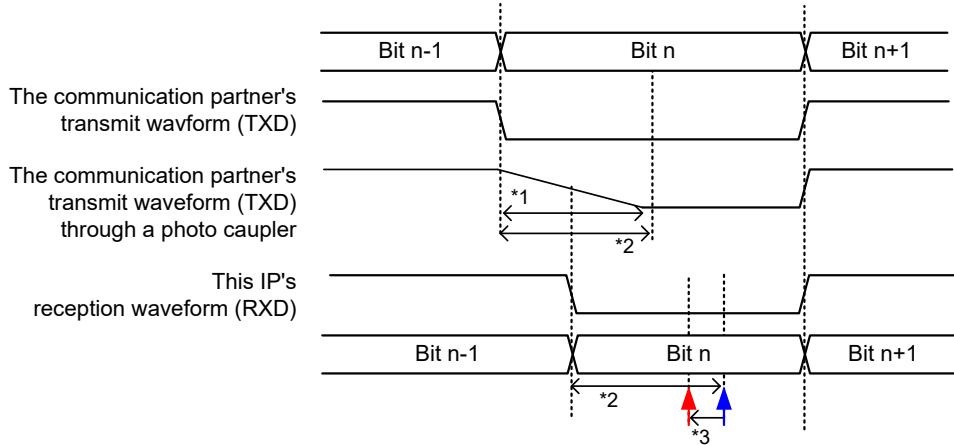 Bit n-1 Bit n Bit n+1
The communication partner's
transmit wavform (TXD)
The communication partner's
transmit waveform (TXD)
through a photo caupler
*1
*2
This IP's
reception waveform (RXD)
Bit n-1 Bit n Bit n+1
*2
*3